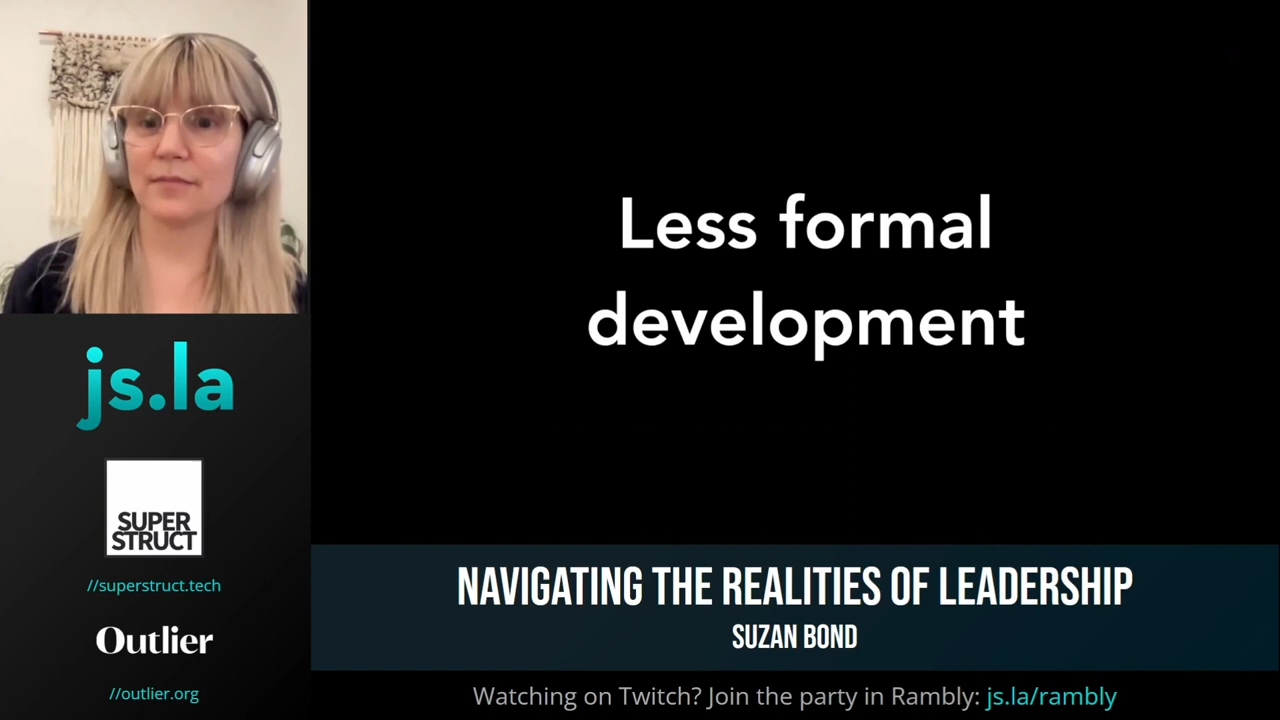 Less formal
development
js.la
SUPER
STRUCT
//superstruct.tech
Outlier
//outlier.org
NAVIGATING THE REALITIES OF LEADERSHIP
SUZAN BOND
Watching on Twitch? Join the party in Rambly: js.la/rambly